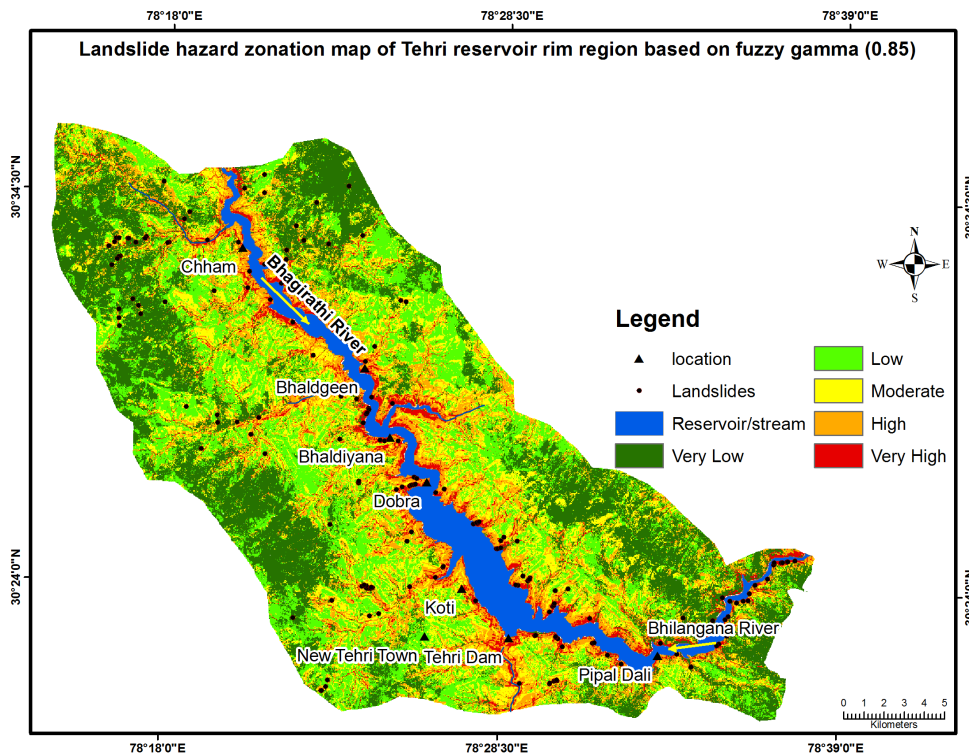 78°18'0"E 78°28'30"E 78°39'0"E
Landslide hazard zonation map of Tehri reservoir rim region based on fuzzy gamma (0.85)
30°34'30"N
N
W E
S
Chham
Bhagirathi River
Legend
location
Landslides
Reservoir/stream
Very Low
Low
Moderate
High
Very High
Bhaldgeen
Bhaldiyana
Dobra
30°24'0"N
Koti
Bhilangana River
New Tehri Town
Tehri Dam
Pipal Dali
0 1 2 3 4 5
Kilometers
78°18'0"E 78°28'30"E 78°39'0"E